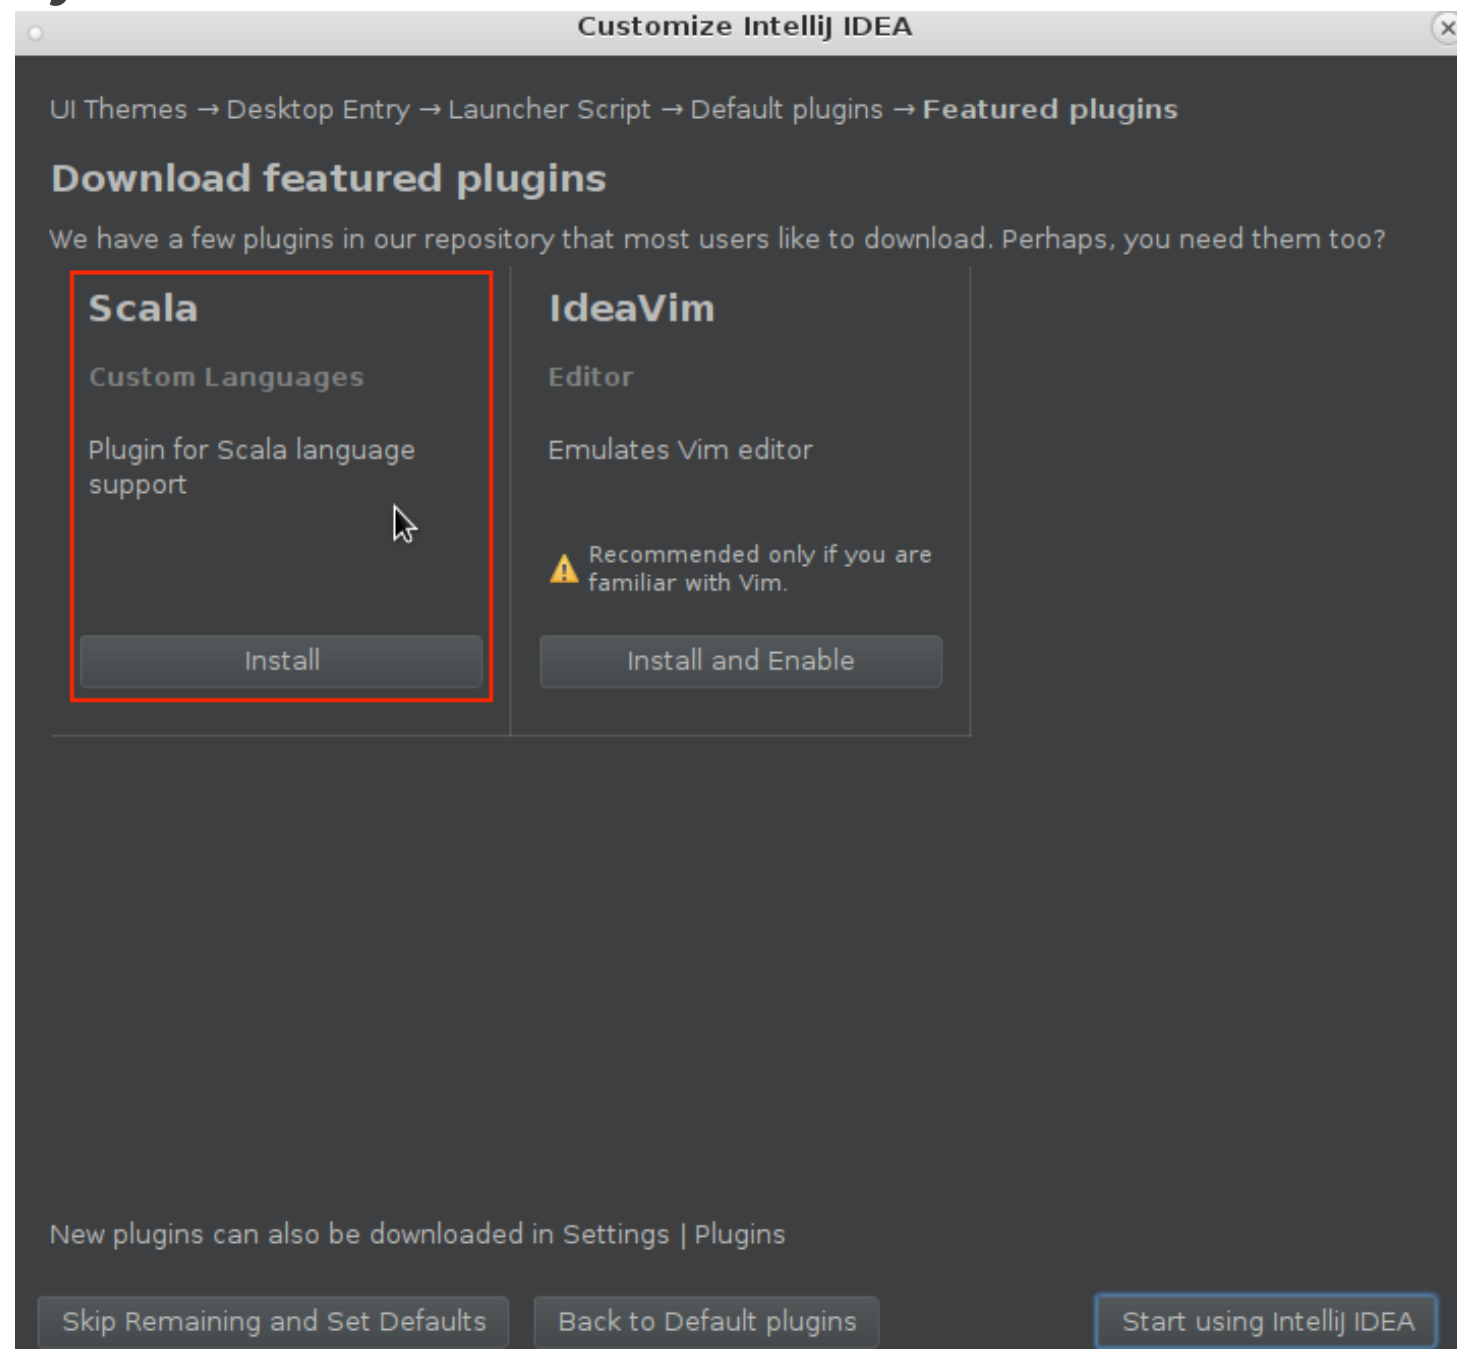 Customize IntelliJ IDEA
UI Themes → Desktop Entry → Launcher Script → Default plugins → Featured plugins
Download featured plugins
We have a few plugins in our repository that most users like to download. Perhaps, you need them too?
Scala
Custom Languages
Plugin for Scala language
support
Install
IdeaVim
Editor
Emulates Vim editor
Recommended only if you are
familiar with Vim.
Install and Enable
New plugins can also be downloaded in Settings | Plugins
Skip Remaining and Set Defaults
Back to Default plugins
Start using IntelliJ IDEA